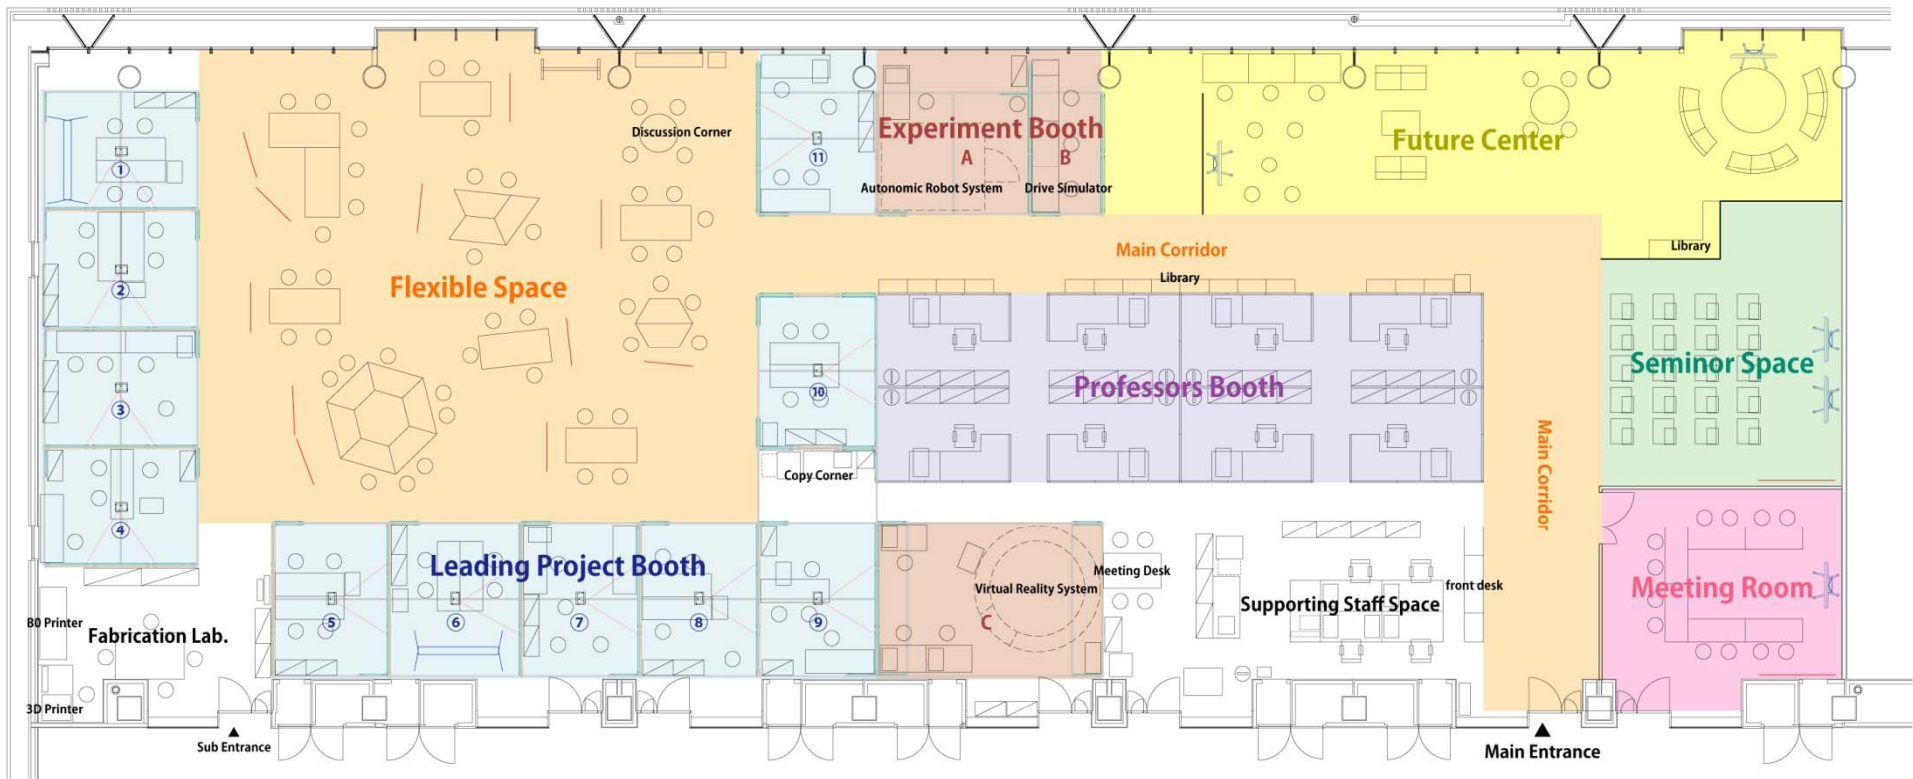 Discussion Corner
Experiment Booth
A
B
Autonomic Robot System
Drive Simulator
Future Center
①
⑪
Main Corridor
Library
Library
②
Flexible Space
③
⑩
Professors Booth
Seminor Space
Main Corridor
④
Copy Corner
Leading Project Booth
Meeting Desk
Virtual Reality System
C
Supporting Staff Space
front desk
Meeting Room
B0 Printer
Fabrication Lab.
⑤
⑥
⑦
⑧
⑨
3D Printer
Sub Entrance
Main Entrance